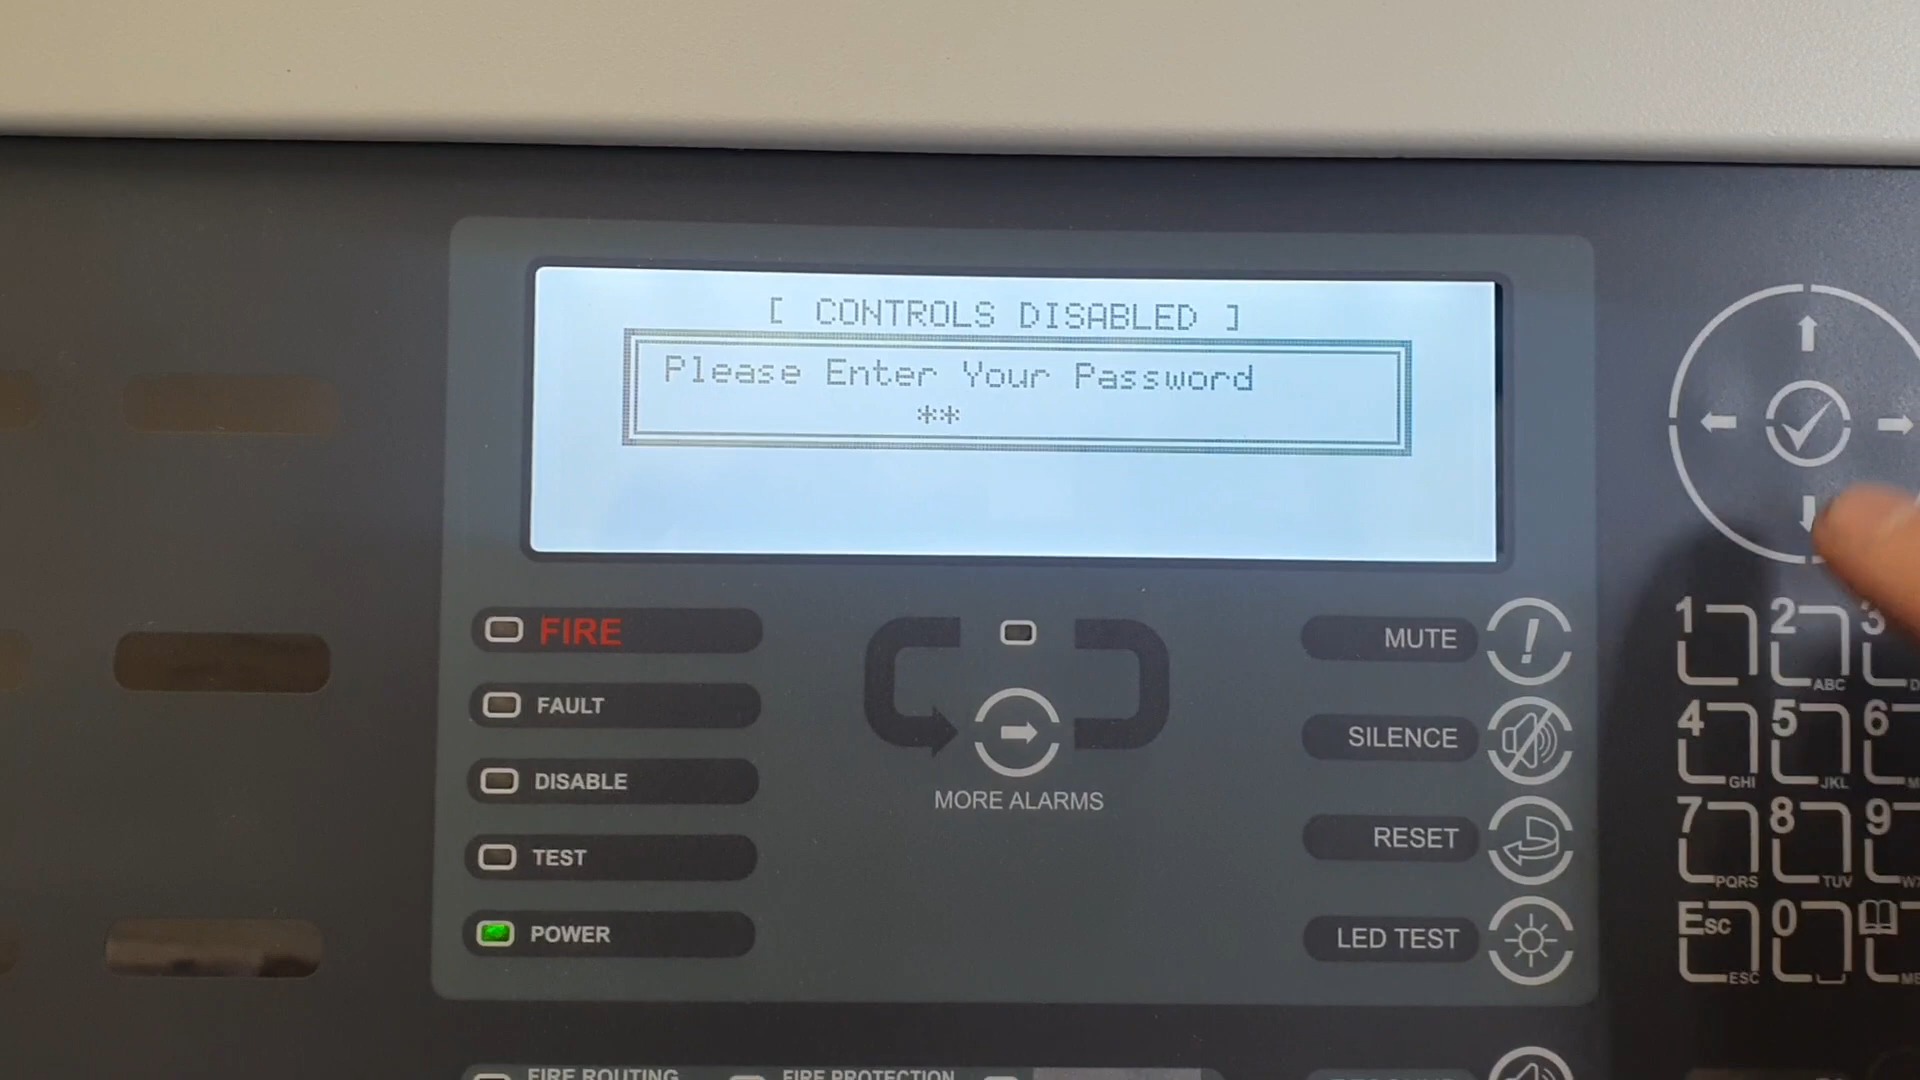 [ CONTROLS DISABLED ]
Please Enter Your Password
**
FIRE
FAULT
DISABLE
TEST
POWER
MORE ALARMS
MUTE
SILENCE
RESET
LED TEST
1
2
ABC
3
4
GHI
5
JKL
6
7
PQRS
8
TUV
9
Esc
ESC
0
FIRE ROUTING
FIRE PROTECTION